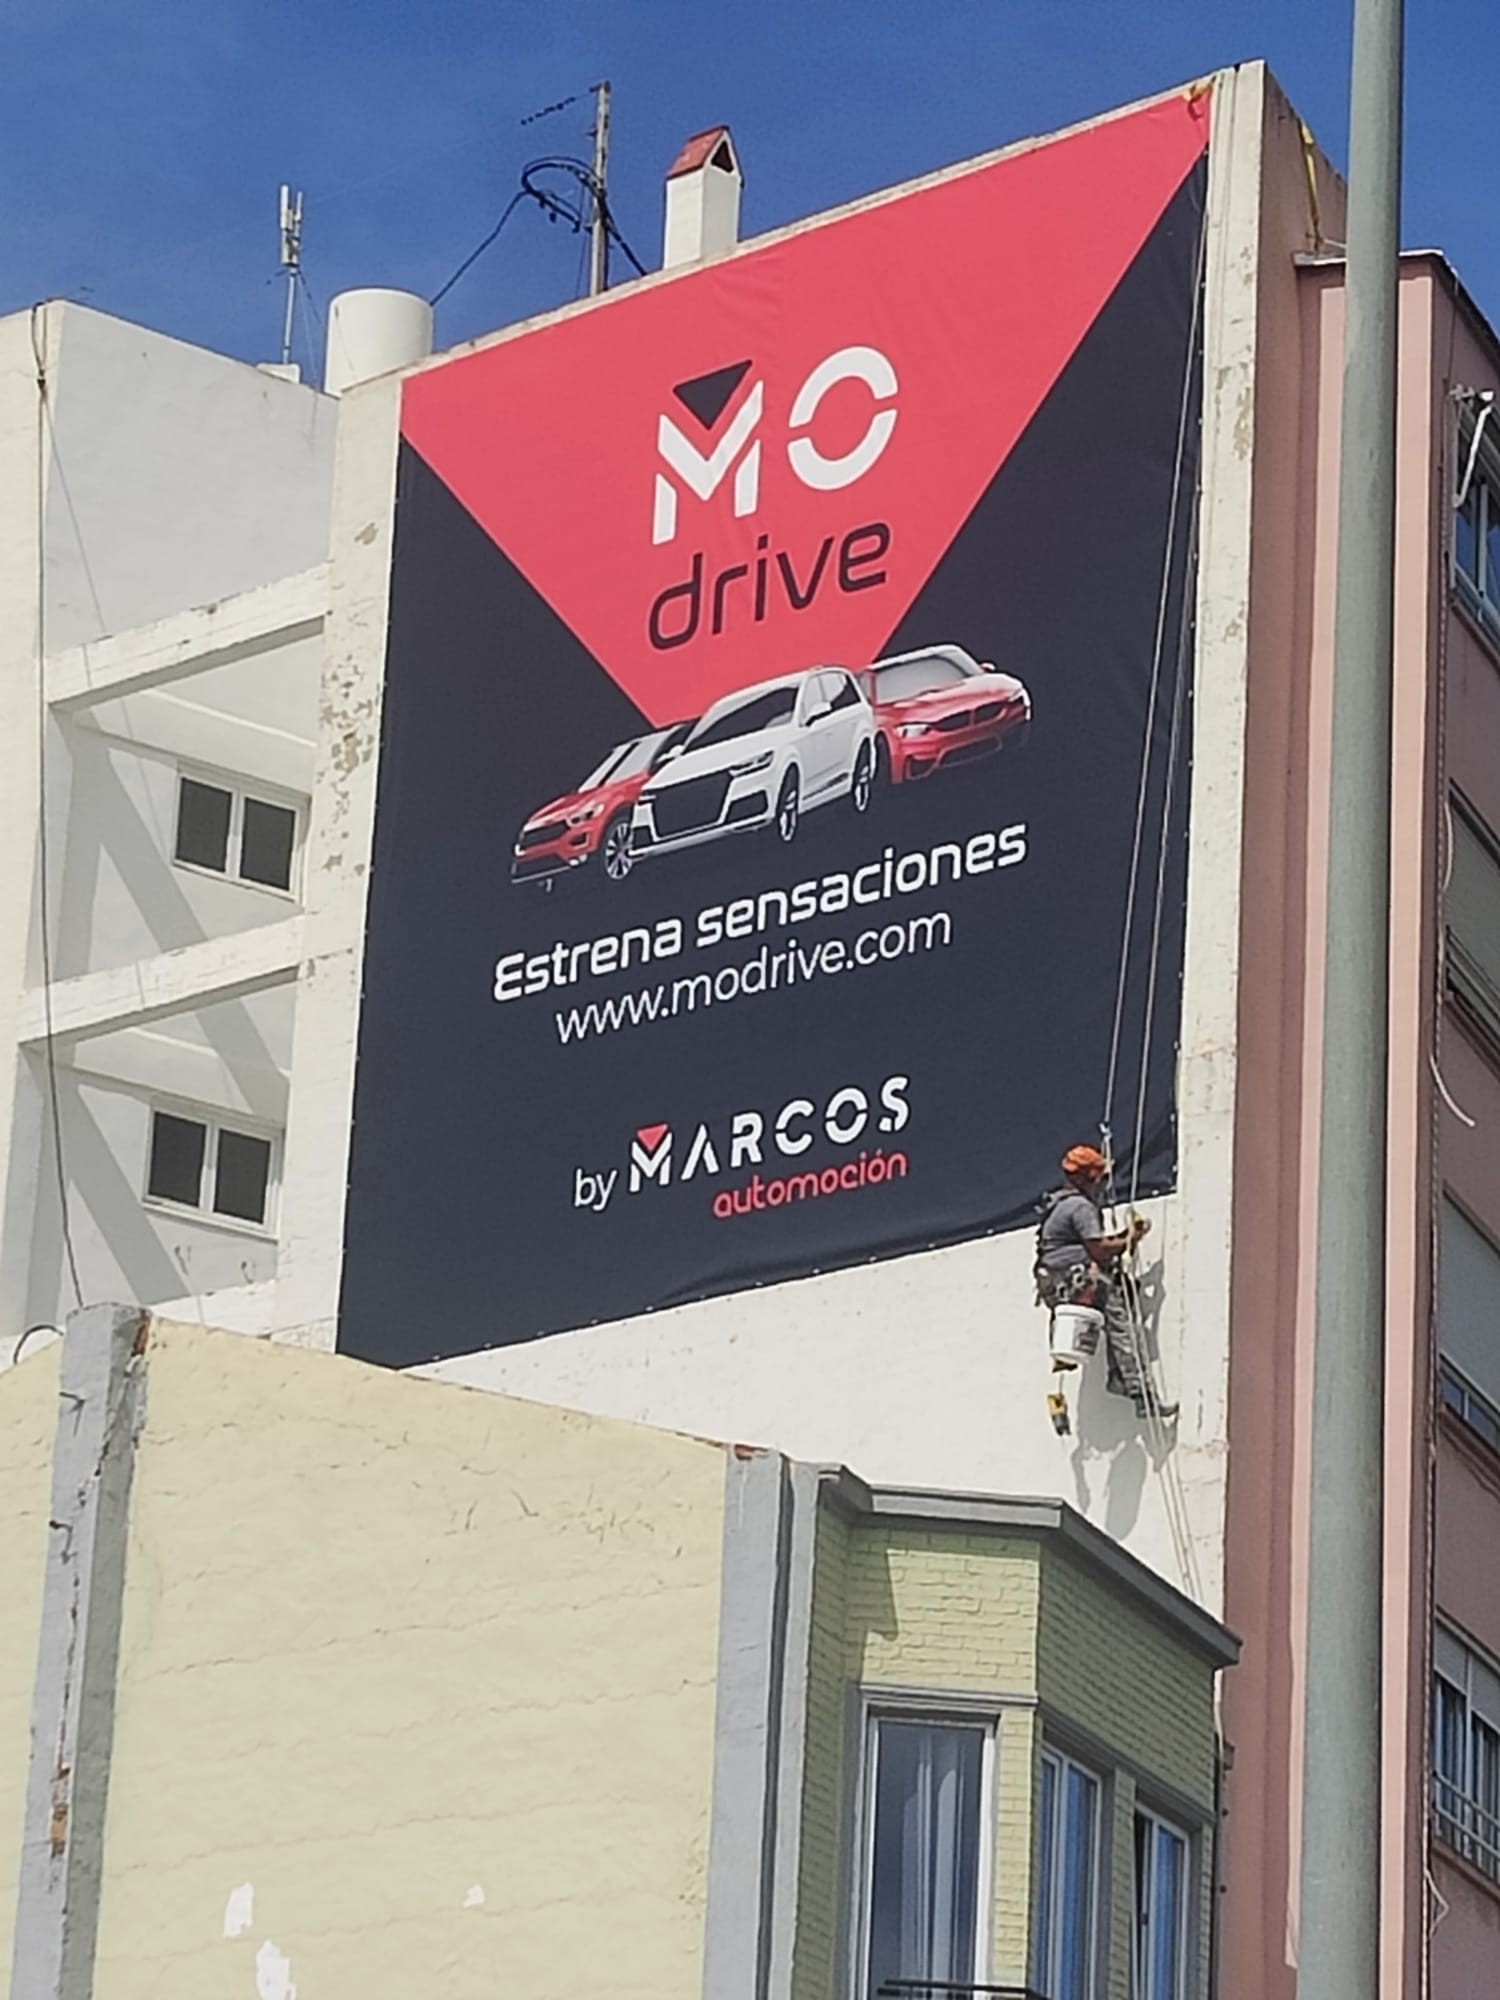 MO
drive
Estrena sensaciones
www.modrive.com
by MARCOS
automoción